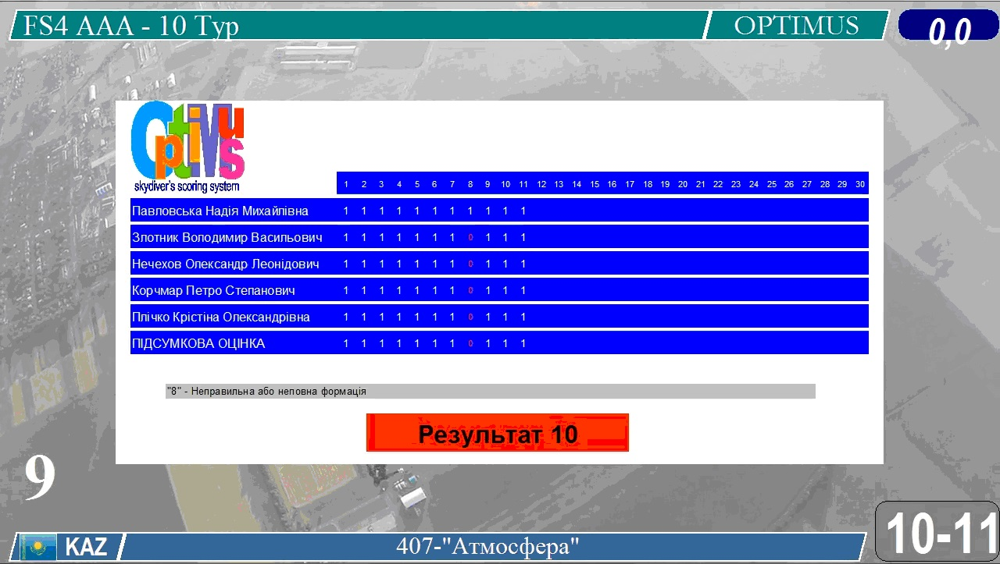 FS4 AAA - 10 Тур OPTIMUS 0,0
Optimus
skydiver's scoring system
1 2 3 4 5 6 7 8 9 10 11 12 13 14 15 16 17 18 19 20 21 22 23 24 25 26 27 28 29 30
Павловська Надія Михайлівна 1 1 1 1 1 1 1 1 1 1 1
Злотник Володимир Васильович 1 1 1 1 1 1 1 0 1 1 1
Нечехов Олександр Леонідович 1 1 1 1 1 1 1 0 1 1 1
Корчмар Петро Степанович 1 1 1 1 1 1 1 0 1 1 1
Плічко Крістіна Олександрівна 1 1 1 1 1 1 1 0 1 1 1
ПІДСУМКОВА ОЦІНКА 1 1 1 1 1 1 1 0 1 1 1
"8" - Неправильна або неповна формація
Результат 10
9
KAZ 407-"Атмосфера" 10-11